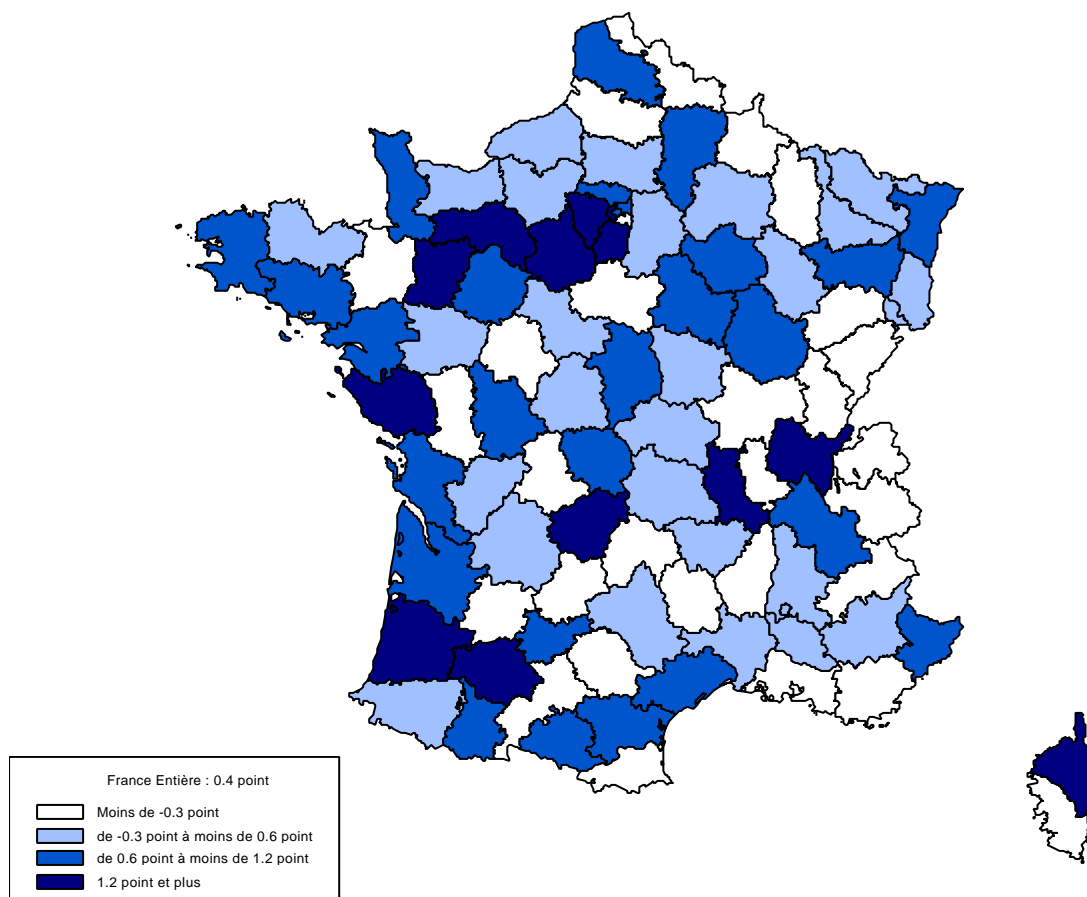 France Entière : 0.4 point
Moins de -0.3 point
de -0.3 point à moins de 0.6 point
de 0.6 point à moins de 1.2 point
1.2 point et plus